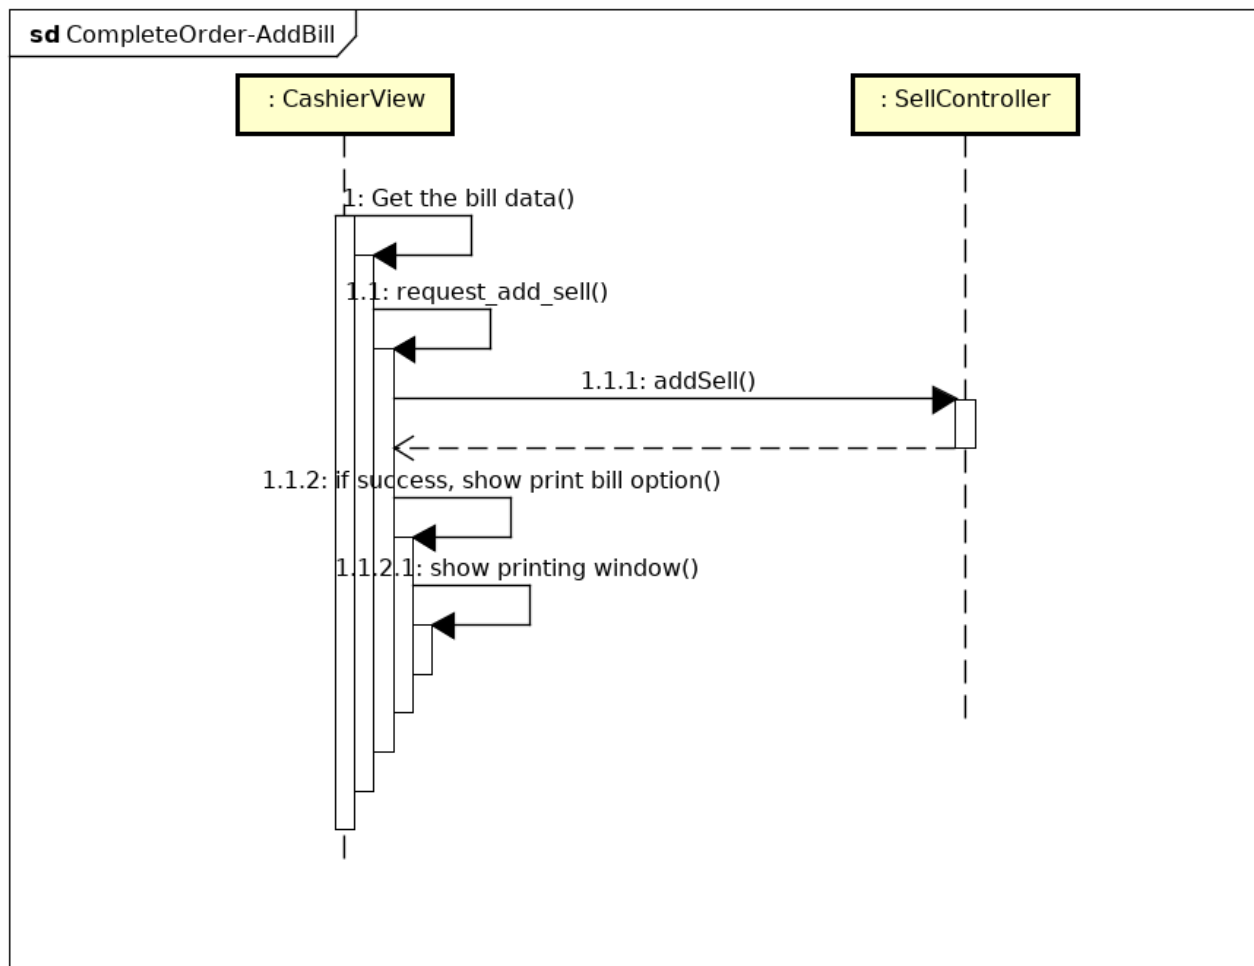 sd CompleteOrder-AddBill
: CashierView
: SellController
1: Get the bill data()
1.1: request_add_sell()
1.1.1: addSell()
1.1.2: if success, show print bill option()
1.1.2.1: show printing window()